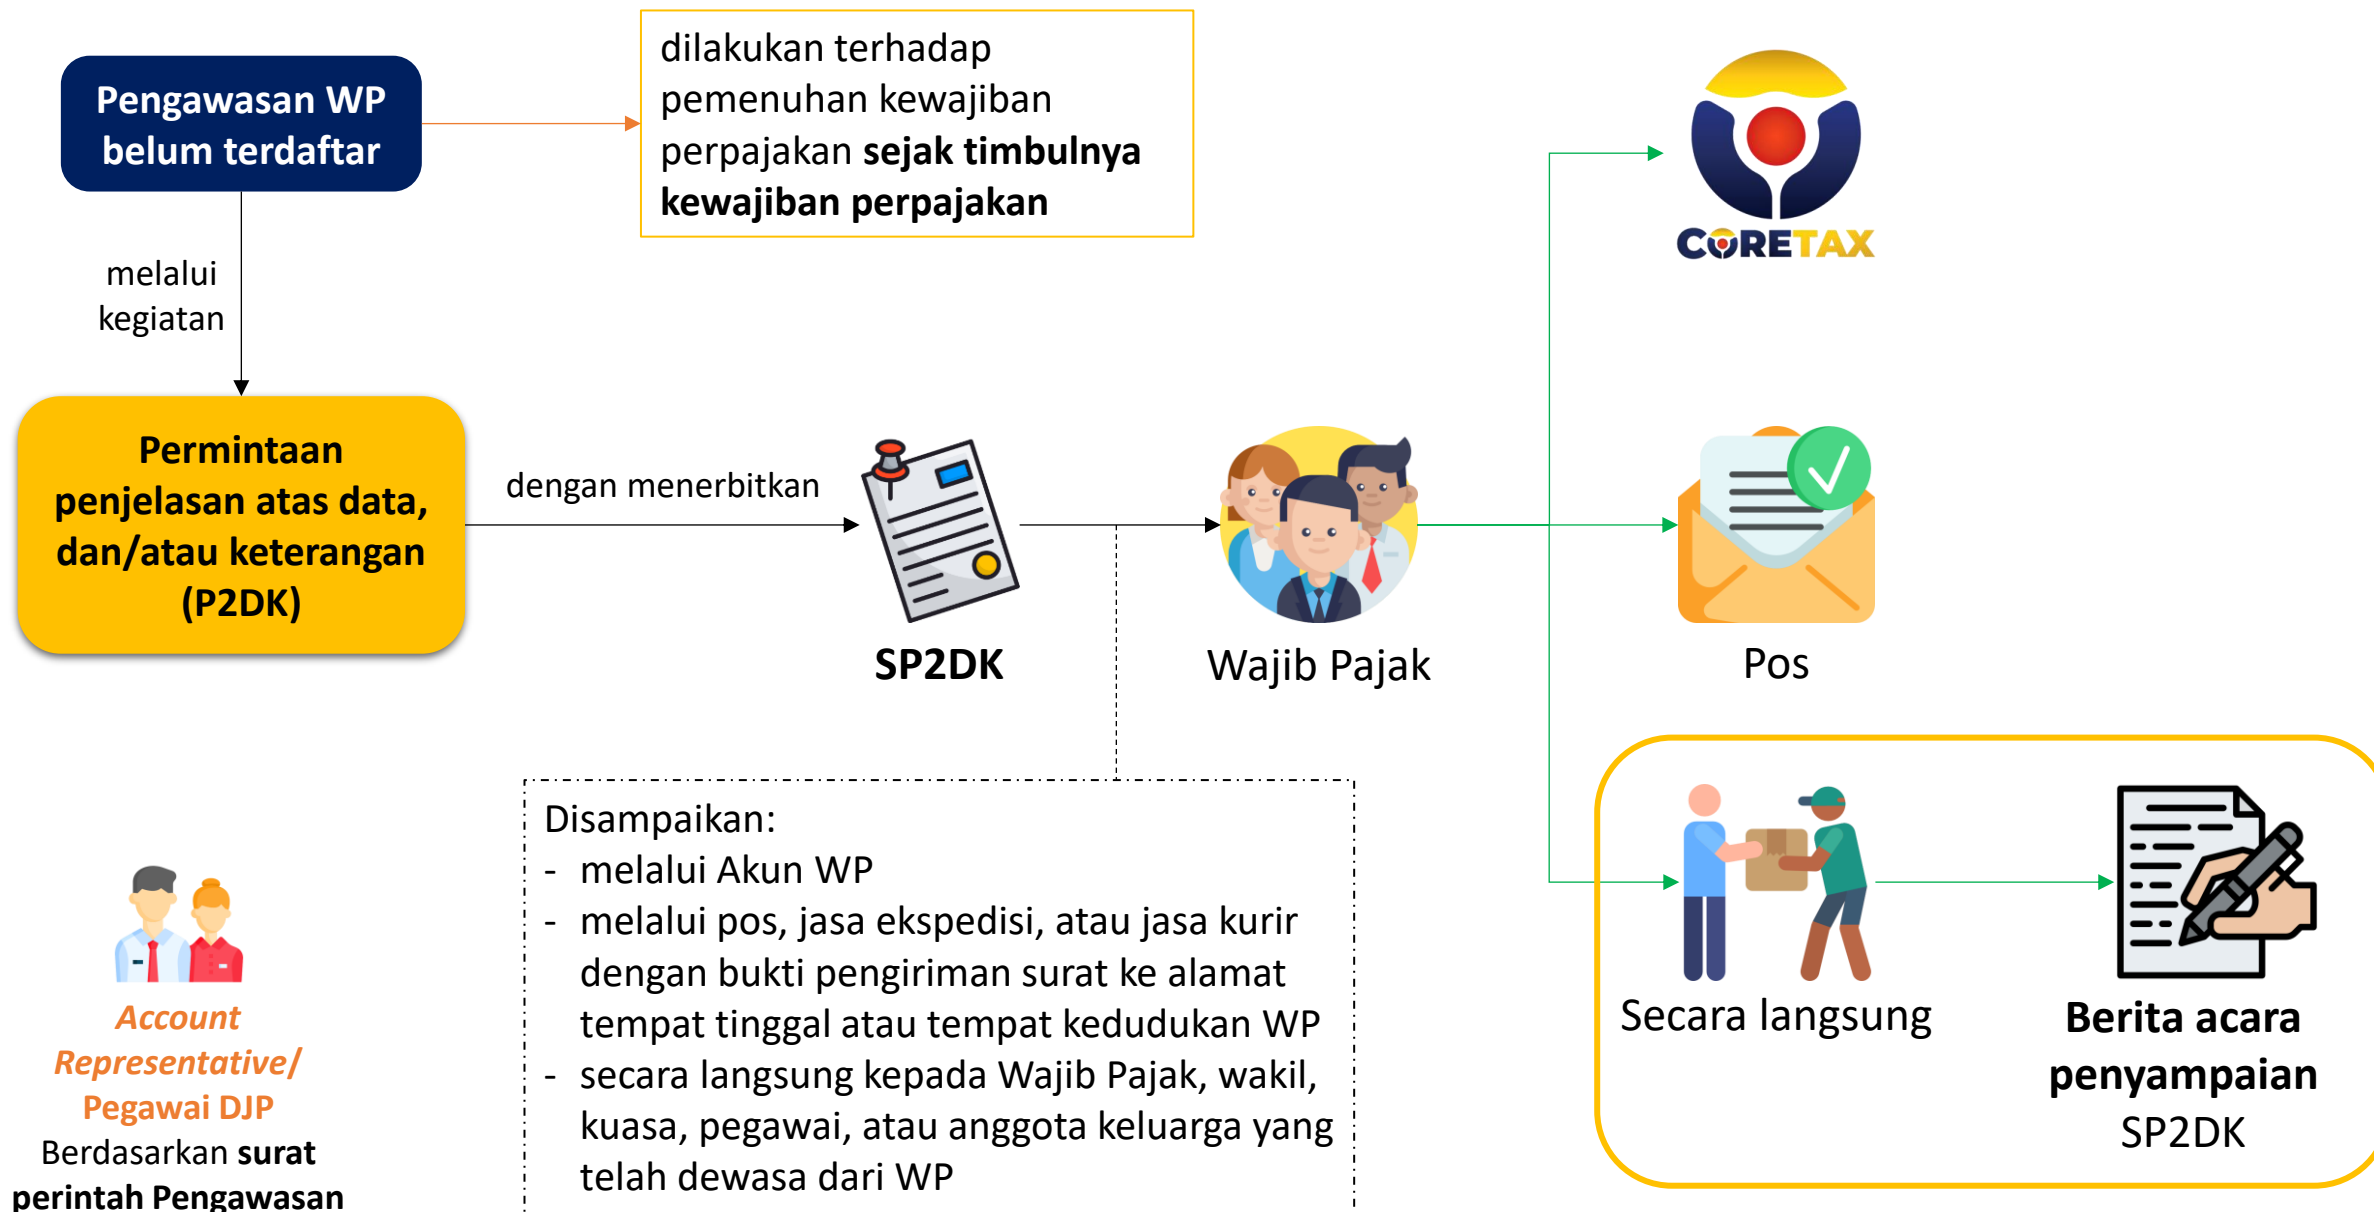 Pengawasan WP
belum terdaftar
dilakukan terhadap
pemenuhan kewajiban
perpajakan sejak timbulnya
kewajiban perpajakan
CORETAX
melalui
kegiatan
Permintaan
penjelasan atas data,
dan/atau keterangan
(P2DK)
dengan menerbitkan
SP2DK
Wajib Pajak
Pos
Disampaikan:
- melalui Akun WP
- melalui pos, jasa ekspedisi, atau jasa kurir
dengan bukti pengiriman surat ke alamat
tempat tinggal atau tempat kedudukan WP
- secara langsung kepada Wajib Pajak, wakil,
kuasa, pegawai, atau anggota keluarga yang
telah dewasa dari WP
Account
Representative/
Pegawai DJP
Berdasarkan surat
perintah Pengawasan
Secara langsung
Berita acara
penyampaian
SP2DK